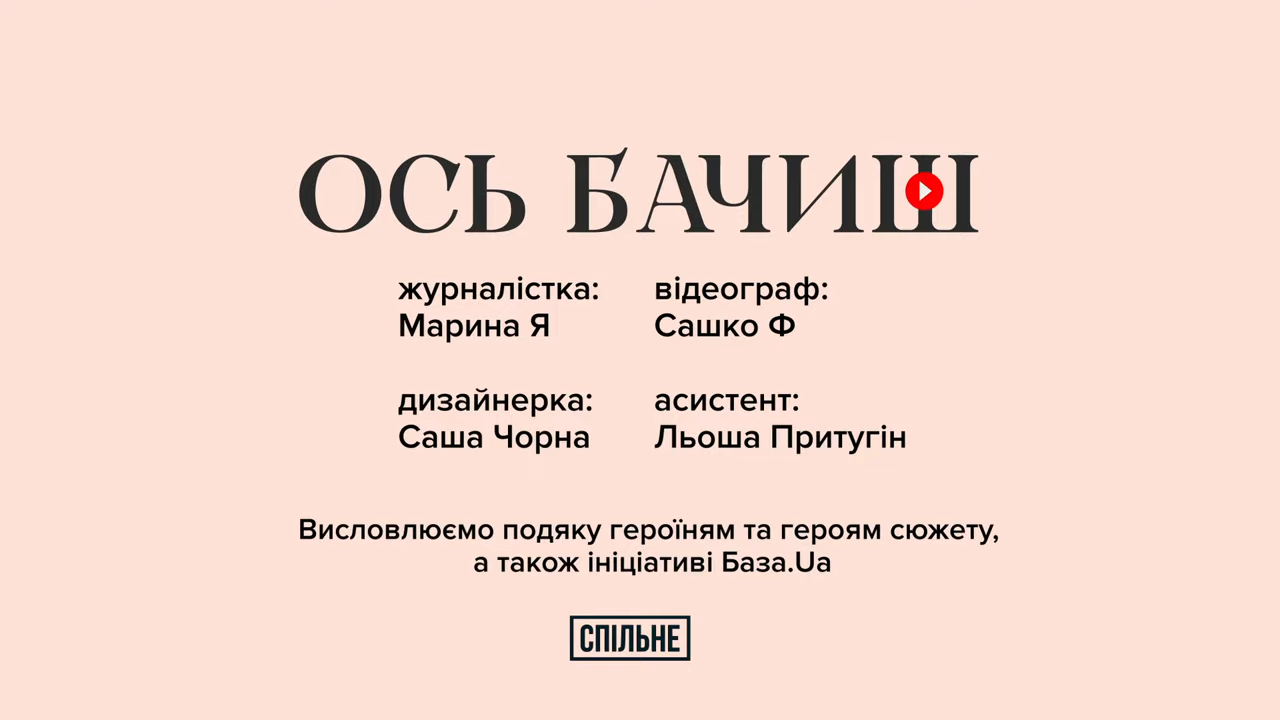 ОСЬ БАЧИШ
журналістка:
Марина Я
відеограф:
Сашко Ф
дизайнерка:
Саша Чорна
асистент:
Льоша Притугін
Висловлюємо подяку героїням та героям сюжету,
а також ініціативі База.Ua
СПІЛЬНЕ